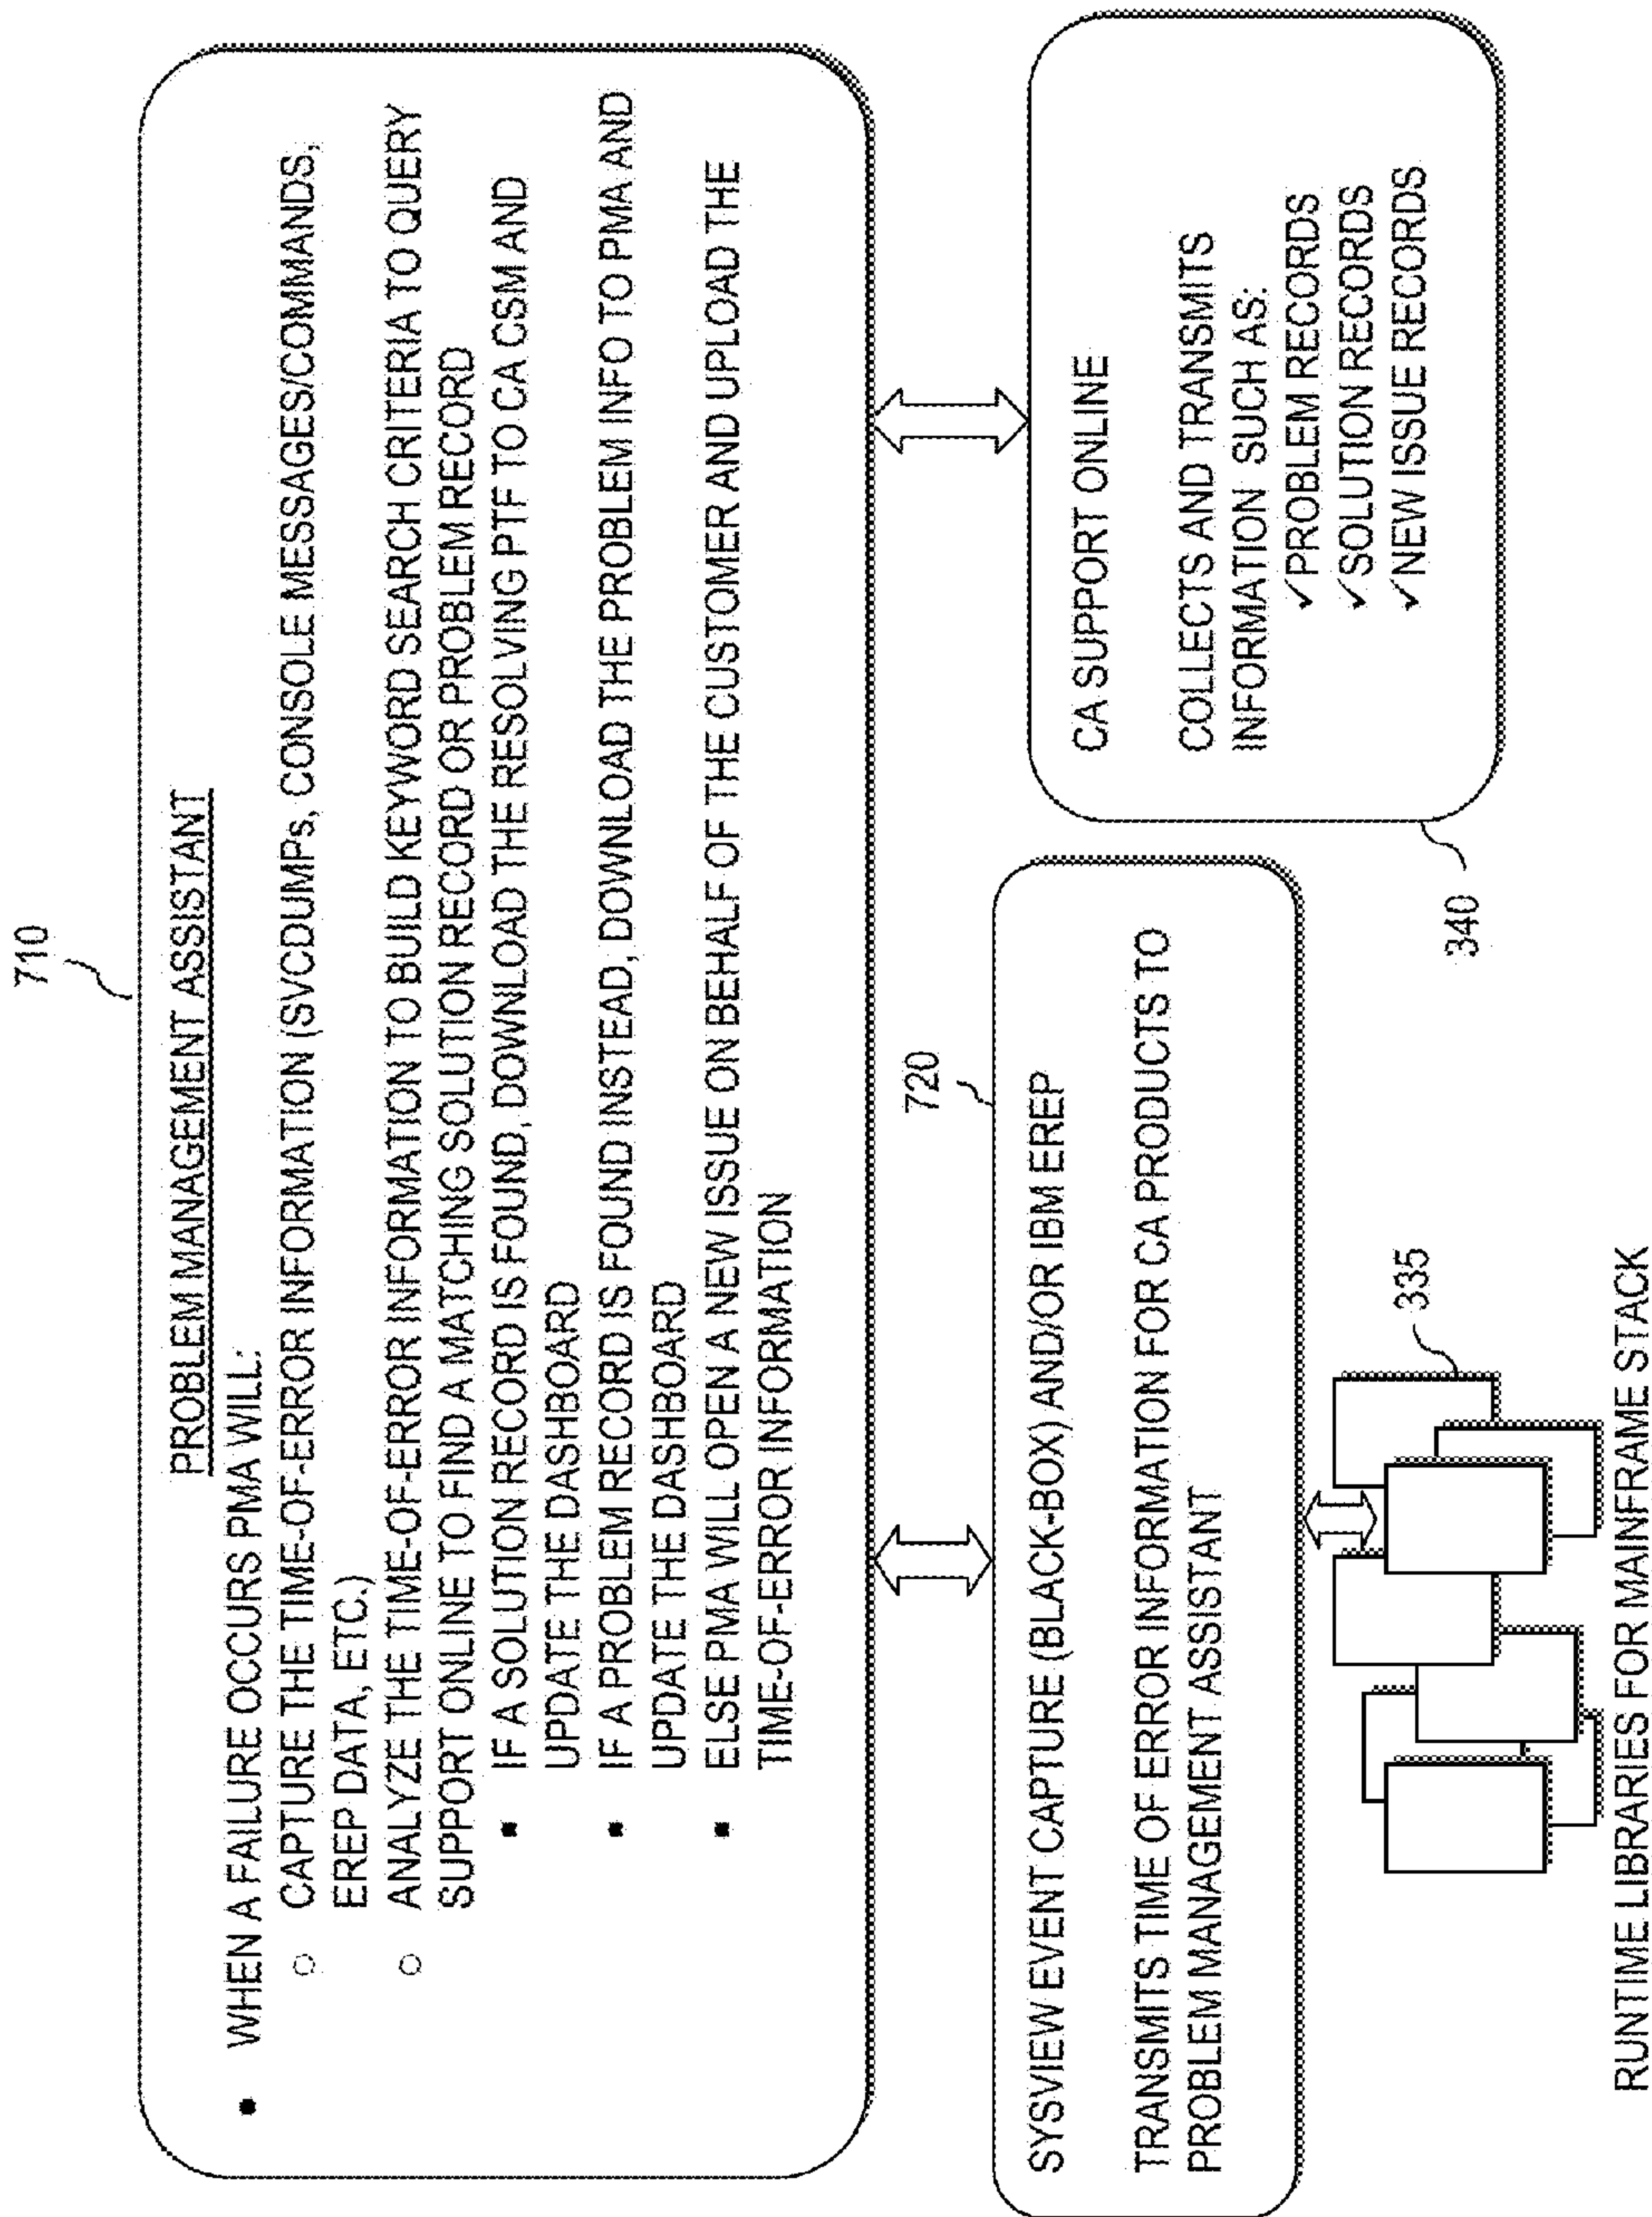 710
PROBLEM MANAGEMENT ASSISTANT
• WHEN A FAILURE OCCURS PMA WILL:
○ CAPTURE THE TIME-OF-ERROR INFORMATION (SVCDUMPs, CONSOLE MESSAGES/COMMANDS,
EREP DATA, ETC.)
○ ANALYZE THE TIME-OF-ERROR INFORMATION TO BUILD KEYWORD SEARCH CRITERIA TO QUERY
SUPPORT ONLINE TO FIND A MATCHING SOLUTION RECORD OR PROBLEM RECORD
▪ IF A SOLUTION RECORD IS FOUND, DOWNLOAD THE RESOLVING PTF TO CA CSM AND
UPDATE THE DASHBOARD
▪ IF A PROBLEM RECORD IS FOUND INSTEAD, DOWNLOAD THE PROBLEM INFO TO PMA AND
UPDATE THE DASHBOARD
▪ ELSE PMA WILL OPEN A NEW ISSUE ON BEHALF OF THE CUSTOMER AND UPLOAD THE
TIME-OF-ERROR INFORMATION
720
SYSVIEW EVENT CAPTURE (BLACK-BOX) AND/OR IBM EREP
TRANSMITS TIME OF ERROR INFORMATION FOR CA PRODUCTS TO
PROBLEM MANAGEMENT ASSISTANT
CA SUPPORT ONLINE
COLLECTS AND TRANSMITS
INFORMATION SUCH AS:
✓PROBLEM RECORDS
✓SOLUTION RECORDS
✓NEW ISSUE RECORDS
340
335
RUNTIME LIBRARIES FOR MAINFRAME STACK